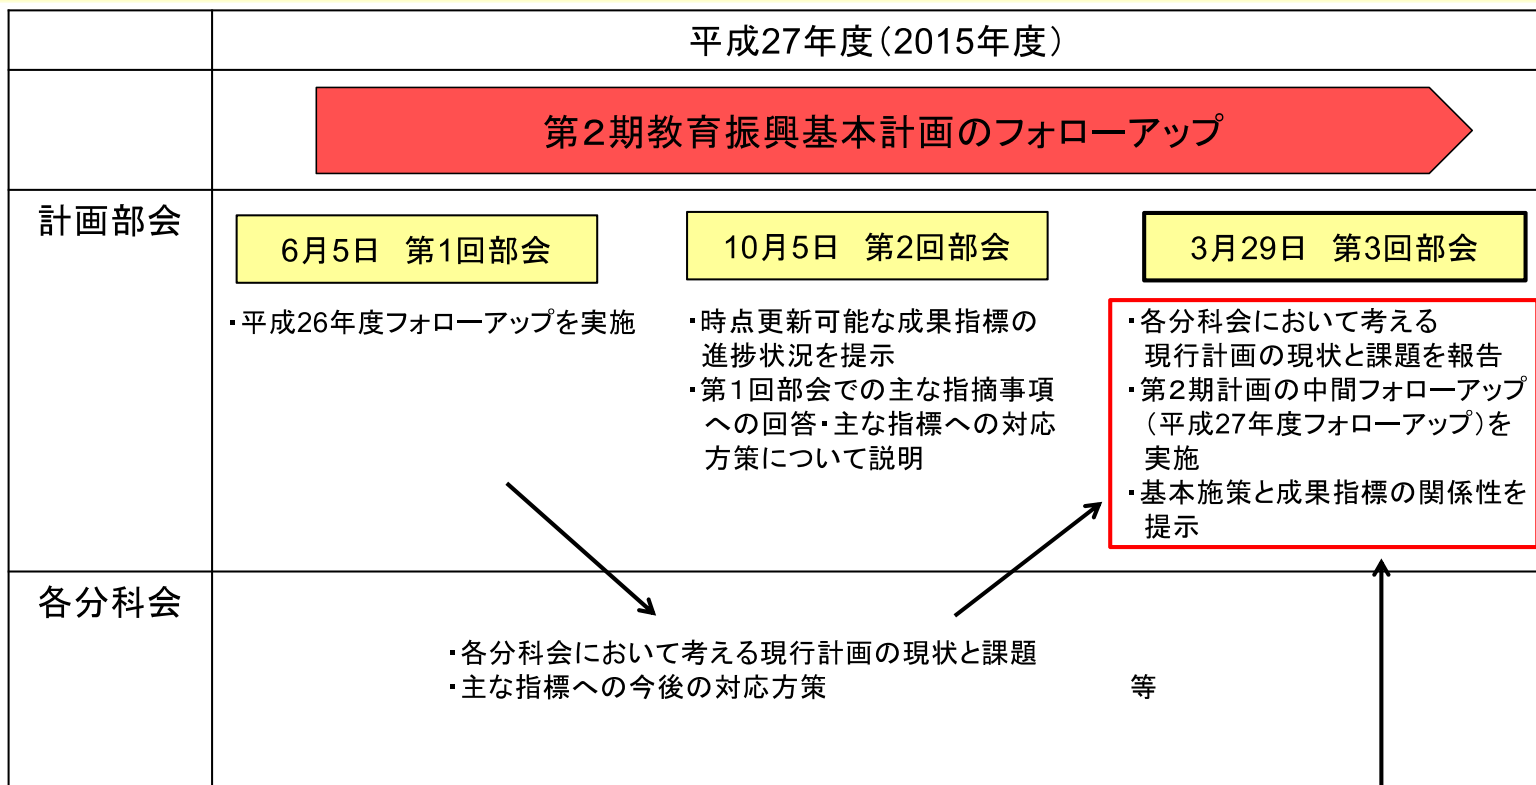 平成27年度(2015年度)
第2期教育振興基本計画のフォローアップ
計画部会
6月5日 第1回部会
・平成26年度フォローアップを実施
10月5日 第2回部会
・時点更新可能な成果指標の
進捗状況を提示
・第1回部会での主な指摘事項
への回答・主な指標への対応
方策について説明
3月29日 第3回部会
・各分科会において考える
現行計画の現状と課題を報告
・第2期計画の中間フォローアップ
(平成27年度フォローアップ)を
実施
・基本施策と成果指標の関係性を
提示
各分科会
・各分科会において考える現行計画の現状と課題
・主な指標への今後の対応方策 等